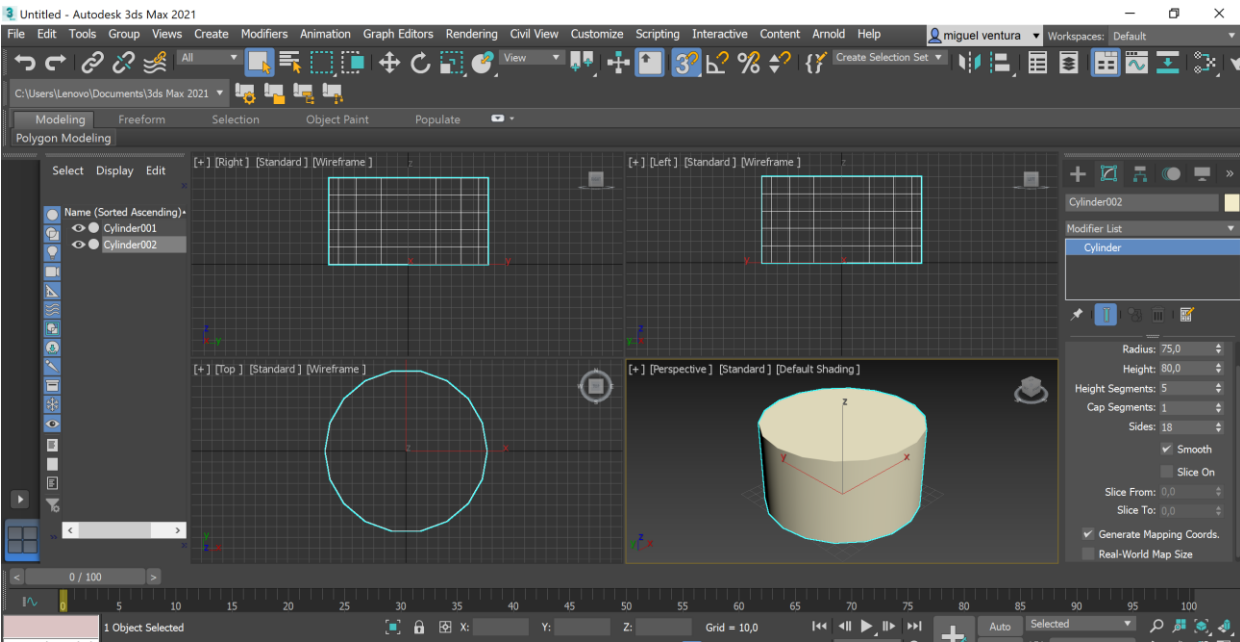 Untitled - Autodesk 3ds Max 2021
File Edit Tools Group Views Create Modifiers Animation Graph Editors Rendering Civil View Customize Scripting Interactive Content Arnold Help miguel ventura Workspaces: Default
All View Create Selection Set
C:\Users\Lenovo\Documents\3ds Max 2021
Modeling Freeform Selection Object Paint Populate
Polygon Modeling
Select Display Edit
Name (Sorted Ascending)
Cylinder001
Cylinder002
[+] [Right] [Standard] [Wireframe]
z
x y
z
x y
[+] [Left] [Standard] [Wireframe]
z
y x
z
y x
[+] [Top] [Standard] [Wireframe]
z x
y
z x
[+] [Perspective] [Standard] [Default Shading]
z
y x
z
y x
Cylinder002
Modifier List
Cylinder
Radius: 75,0
Height: 80,0
Height Segments: 5
Cap Segments: 1
Sides: 18
Smooth
Slice On
Slice From: 0,0
Slice To: 0,0
Generate Mapping Coords.
Real-World Map Size
< 0 / 100 >
0 5 10 15 20 25 30 35 40 45 50 55 60 65 70 75 80 85 90 95 100
1 Object Selected X: Y: Z: Grid = 10,0 Auto Selected